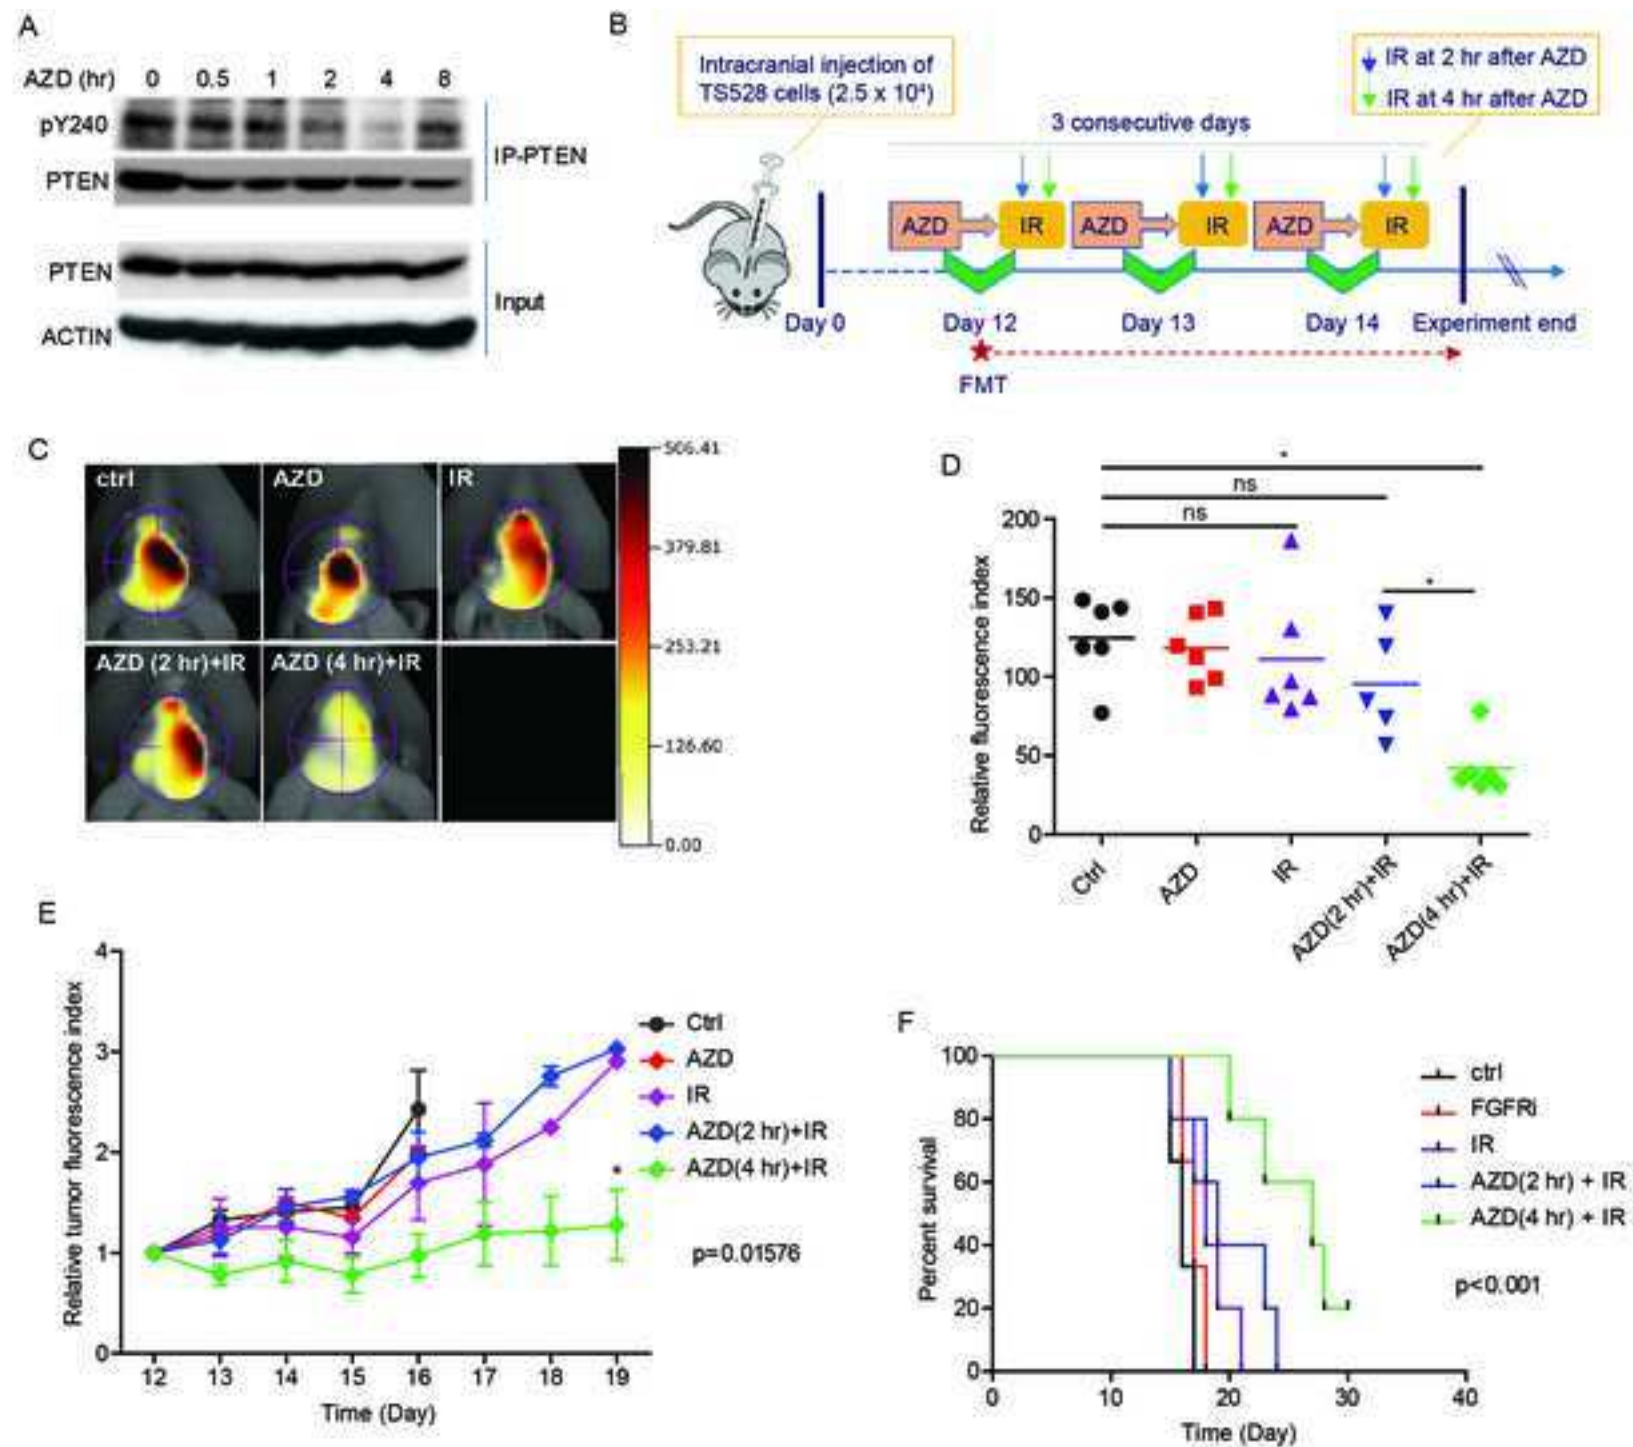 A
AZD (hr) 0 0.5 1 2 4 8
pY240
PTEN
IP-PTEN
PTEN
ACTIN
Input
B
Intracranial injection of
TS528 cells (2.5 x 10⁴)
IR at 2 hr after AZD
IR at 4 hr after AZD
3 consecutive days
AZD IR AZD IR AZD IR
Day 0 Day 12 Day 13 Day 14 Experiment end
FMT
C
ctrl AZD IR
AZD (2 hr)+IR AZD (4 hr)+IR
506.41
379.81
253.21
126.60
0.00
D
*
ns
ns
*
Relative fluorescence index
200
150
100
50
0
Ctrl
AZD
IR
AZD(2 hr)+IR
AZD(4 hr)+IR
E
Relative tumor fluorescence index
4
3
2
1
0
12 13 14 15 16 17 18 19
Time (Day)
Ctrl
AZD
IR
AZD(2 hr)+IR
AZD(4 hr)+IR
*
p=0.01576
F
Percent survival
100
80
60
40
20
0
0 10 20 30 40
Time (Day)
ctrl
FGFRi
IR
AZD(2 hr) + IR
AZD(4 hr) + IR
p<0.001